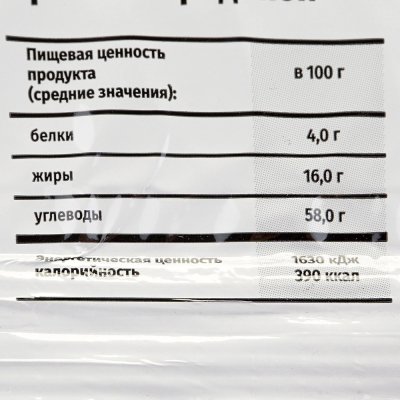 Пищевая ценность
продукта
(средние значения):
в 100 г
белки 4,0 г
жиры 16,0 г
углеводы 58,0 г
Энергетическая ценность 1630 кДж
калорийность 390 ккал